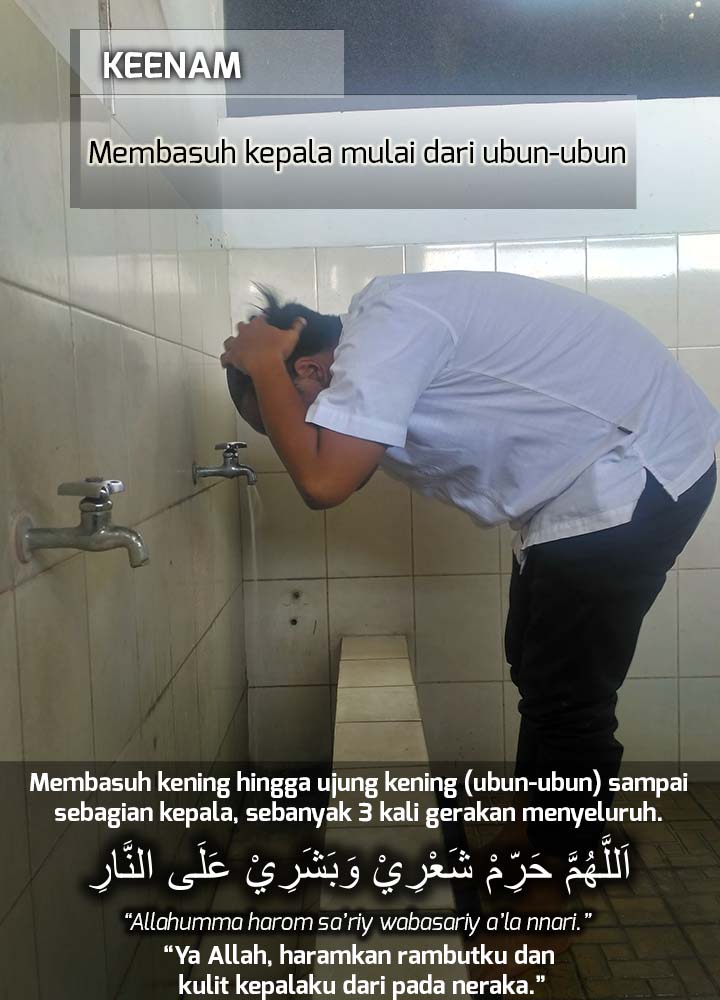 KEENAM
Membasuh kepala mulai dari ubun-ubun
Membasuh kening hingga ujung kening (ubun-ubun) sampai
sebagian kepala, sebanyak 3 kali gerakan menyeluruh.
اَللَّهُمَّ حَرِّمْ شَعْرِيْ وَبَشَرِيْ عَلَى النَّارِ
“Allahumma harom sa’riy wabasariy a’la nnari.”
“Ya Allah, haramkan rambutku dan
kulit kepalaku dari pada neraka.”